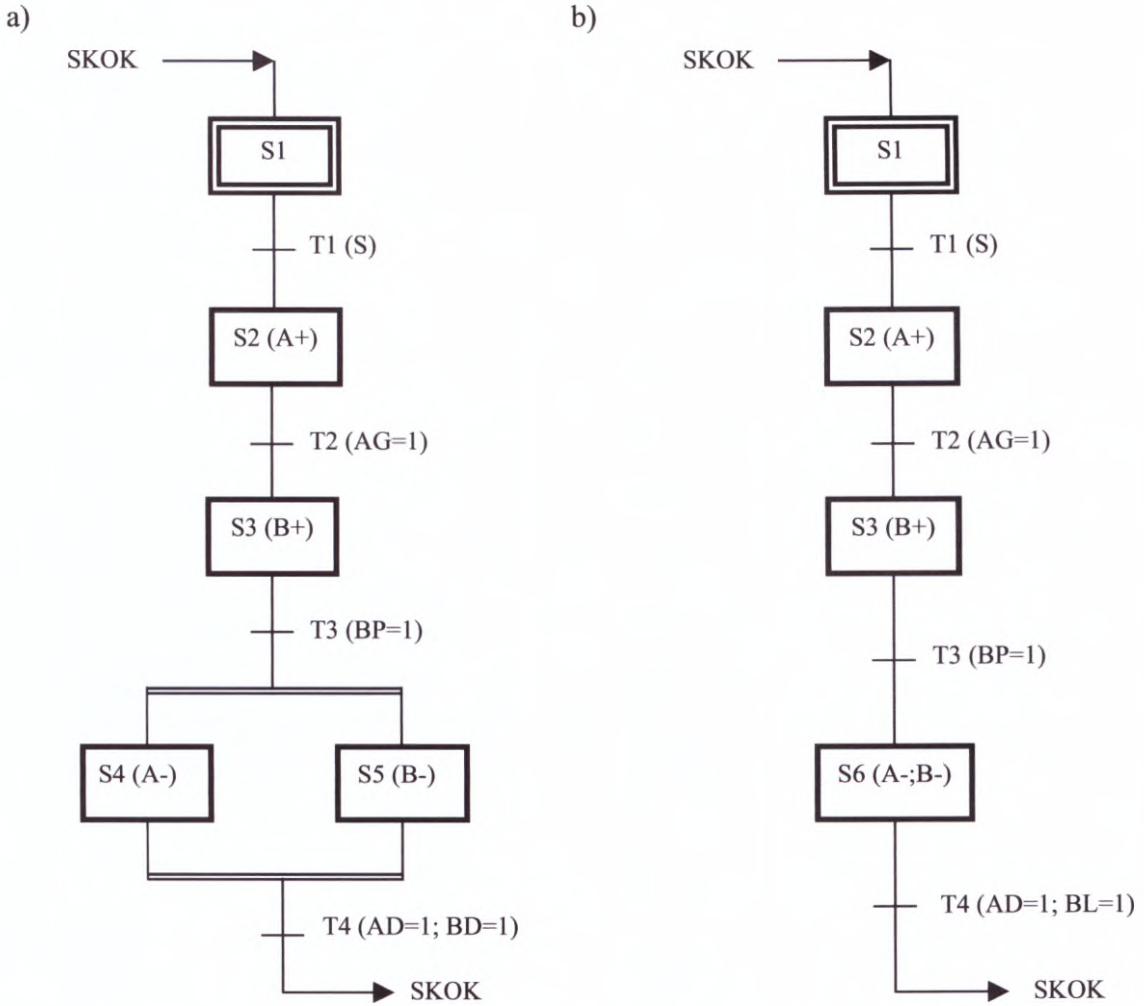 a)
SKOK
S1
T1 (S)
S2 (A+)
T2 (AG=1)
S3 (B+)
T3 (BP=1)
S4 (A-)
S5 (B-)
T4 (AD=1; BD=1)
SKOK
b)
SKOK
S1
T1 (S)
S2 (A+)
T2 (AG=1)
S3 (B+)
T3 (BP=1)
S6 (A-;B-)
T4 (AD=1; BL=1)
SKOK